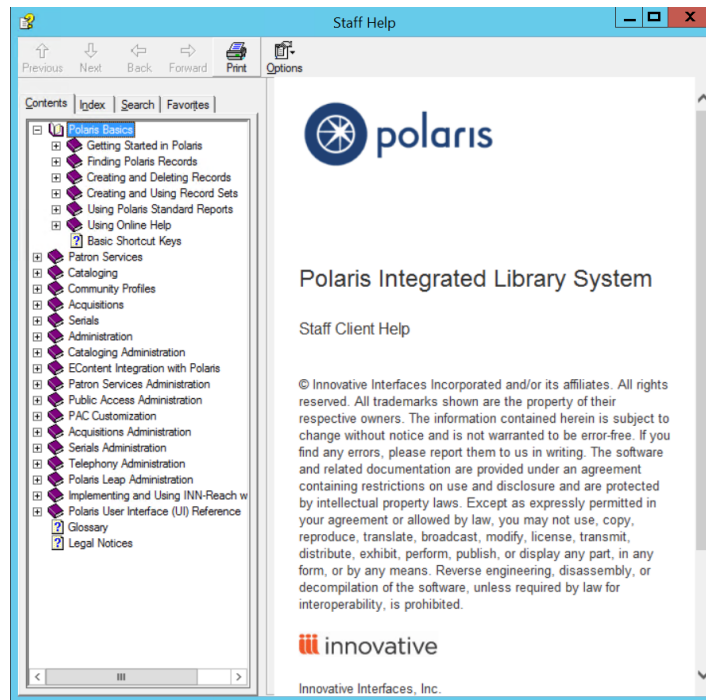 Staff Help
Previous Next Back Forward Print Options
Contents Index Search Favorites
Polaris Basics
Getting Started in Polaris
Finding Polaris Records
Creating and Deleting Records
Creating and Using Record Sets
Using Polaris Standard Reports
Using Online Help
Basic Shortcut Keys
Patron Services
Cataloging
Community Profiles
Acquisitions
Serials
Administration
Cataloging Administration
EContent Integration with Polaris
Patron Services Administration
Public Access Administration
PAC Customization
Acquisitions Administration
Serials Administration
Telephony Administration
Polaris Leap Administration
Implementing and Using INN-Reach w
Polaris User Interface (UI) Reference
Glossary
Legal Notices
polaris
Polaris Integrated Library System
Staff Client Help
© Innovative Interfaces Incorporated and/or its affiliates. All rights
reserved. All trademarks shown are the property of their
respective owners. The information contained herein is subject to
change without notice and is not warranted to be error-free. If you
find any errors, please report them to us in writing. The software
and related documentation are provided under an agreement
containing restrictions on use and disclosure and are protected
by intellectual property laws. Except as expressly permitted in
your agreement or allowed by law, you may not use, copy,
reproduce, translate, broadcast, modify, license, transmit,
distribute, exhibit, perform, publish, or display any part, in any
form, or by any means. Reverse engineering, disassembly, or
decompilation of the software, unless required by law for
interoperability, is prohibited.
innovative
Innovative Interfaces, Inc.